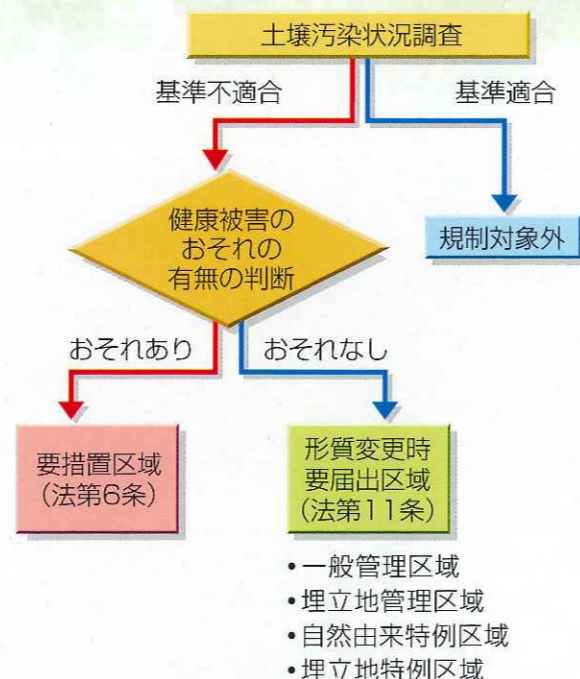 土壌汚染状況調査
基準不適合
基準適合
健康被害の
おそれの
有無の判断
規制対象外
おそれあり
おそれなし
要措置区域
（法第6条）
形質変更時
要届出区域
（法第11条）
•一般管理区域
•埋立地管理区域
•自然由来特例区域
•埋立地特例区域